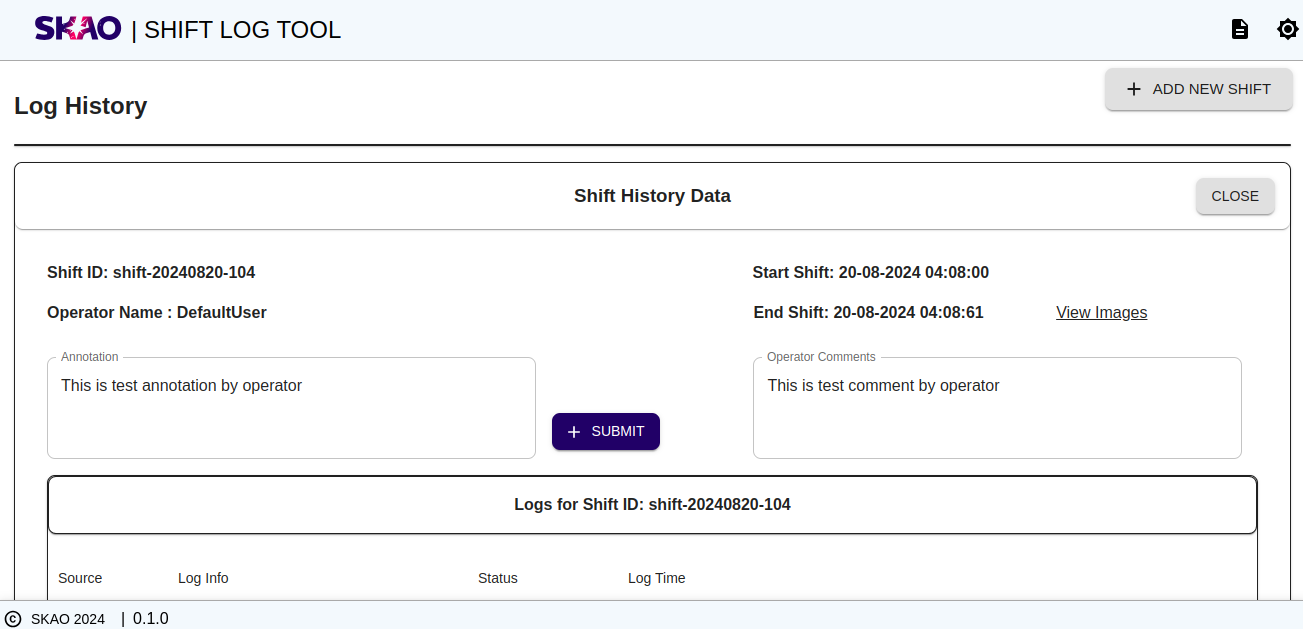 SKAO | SHIFT LOG TOOL
ADD NEW SHIFT
Log History
Shift History Data
CLOSE
Shift ID: shift-20240820-104
Start Shift: 20-08-2024 04:08:00
Operator Name : DefaultUser
End Shift: 20-08-2024 04:08:61
View Images
Annotation
This is test annotation by operator
SUBMIT
Operator Comments
This is test comment by operator
Logs for Shift ID: shift-20240820-104
Source Log Info Status Log Time
© SKAO 2024 | 0.1.0